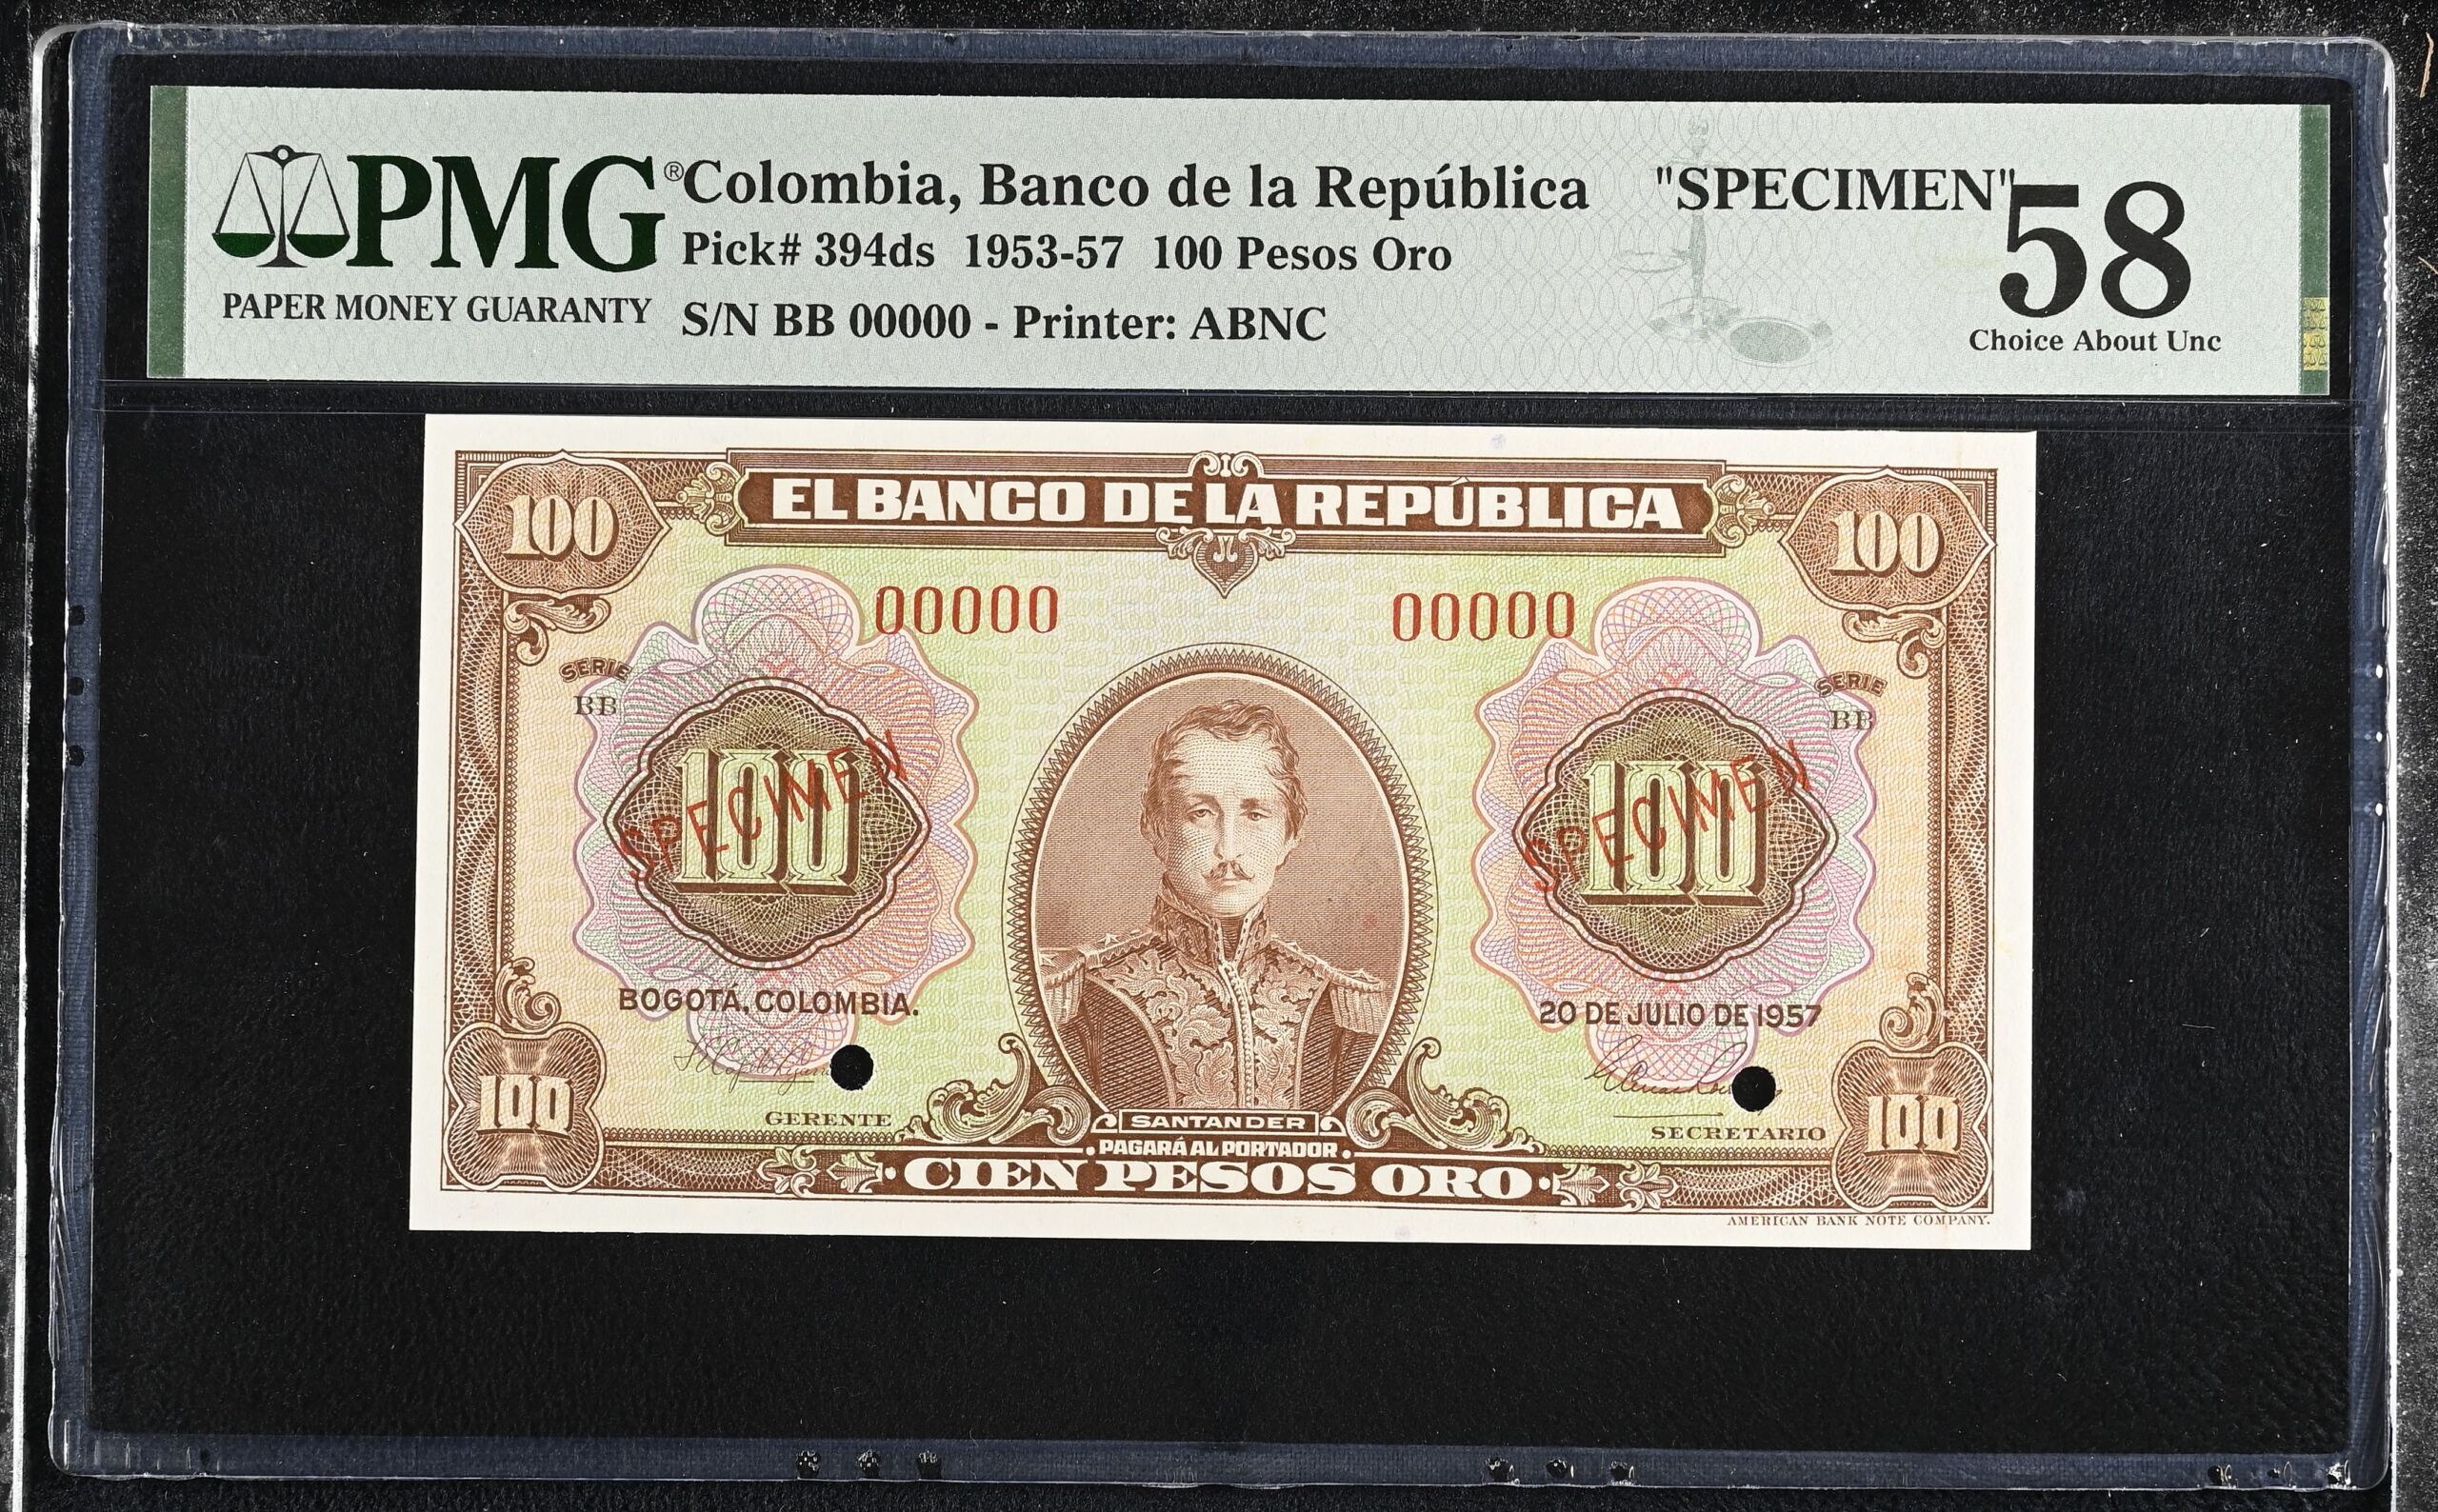 PMG® Colombia, Banco de la República "SPECIMEN" 58
Pick# 394ds 1953-57 100 Pesos Oro
PAPER MONEY GUARANTY S/N BB 00000 - Printer: ABNC Choice About Unc
EL BANCO DE LA REPÚBLICA
100 100
00000 00000
SERIE SERIE
BB BB
100 100
SPECIMEN SPECIMEN
BOGOTÁ, COLOMBIA. 20 DE JULIO DE 1957
GERENTE SECRETARIO
SANTANDER
PAGARÁ AL PORTADOR
100 100
CIEN PESOS ORO
AMERICAN BANK NOTE COMPANY.